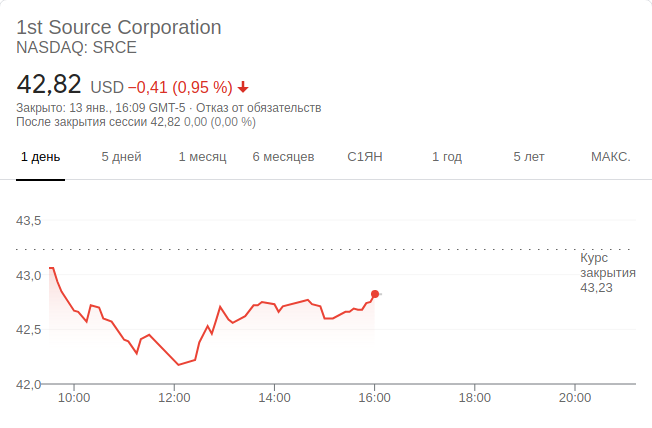 1st Source Corporation
NASDAQ: SRCE
42,82 USD −0,41 (0,95 %)
Закрыто: 13 янв., 16:09 GMT-5 · Отказ от обязательств
После закрытия сессии 42,82 0,00 (0,00 %)
1 день 5 дней 1 месяц 6 месяцев С1ЯН 1 год 5 лет МАКС.
43,5
Курс
закрытия
43,23
43,0
42,5
42,0
10:00 12:00 14:00 16:00 18:00 20:00